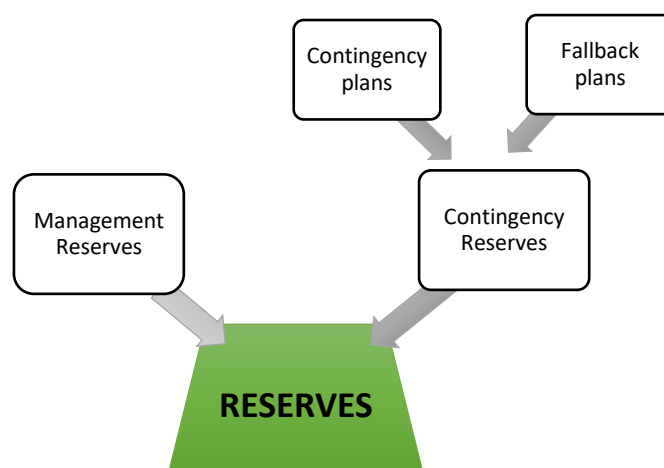 Contingency
plans
Fallback
plans
Management
Reserves
Contingency
Reserves
RESERVES